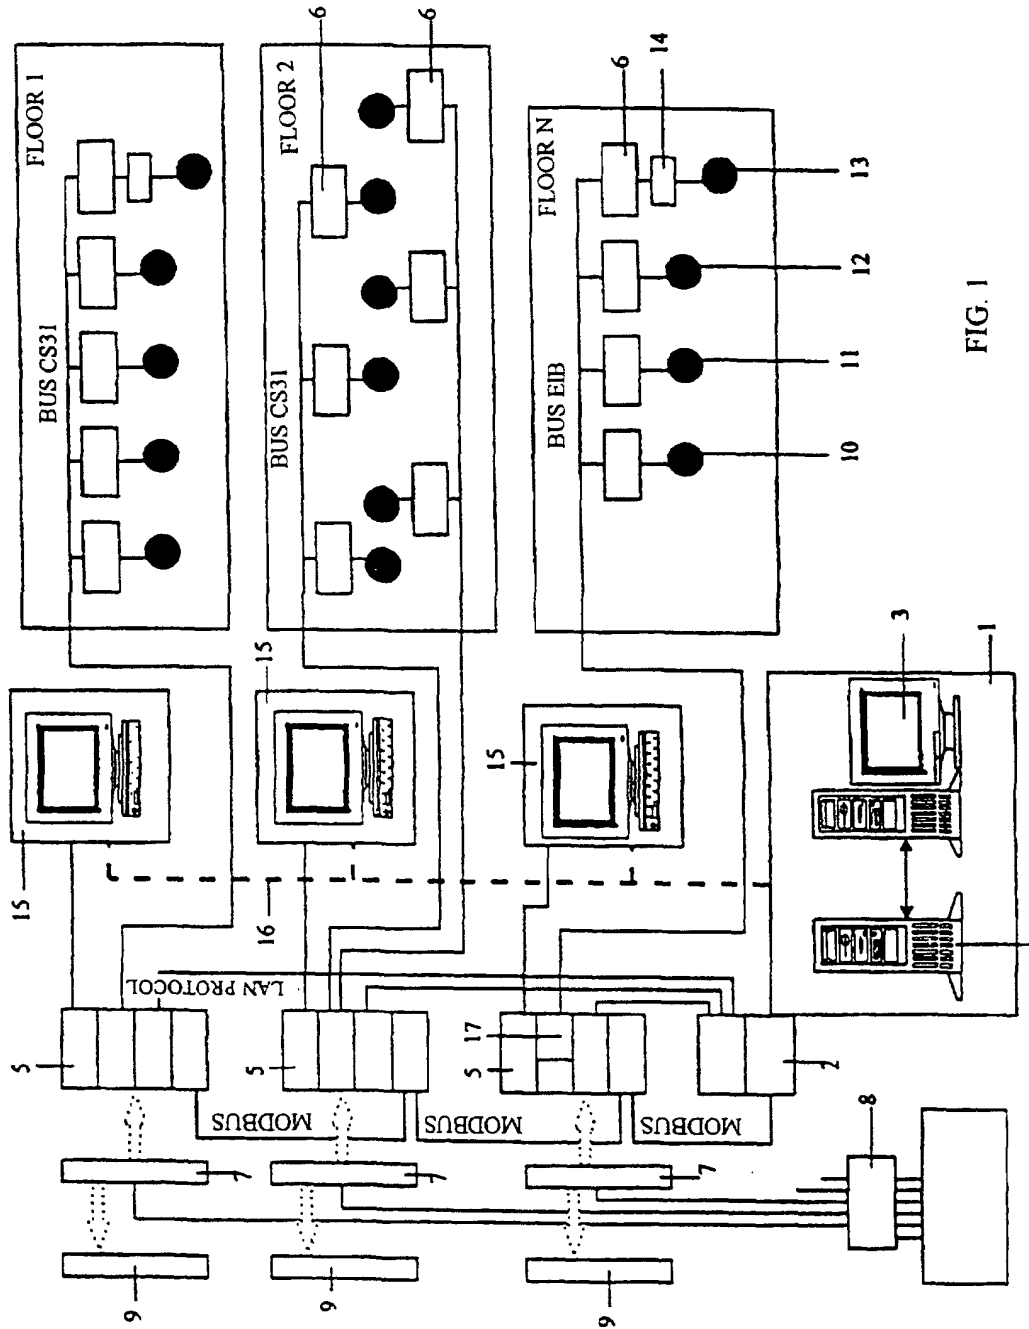 FLOOR 1
BUS CS31
6
6
FLOOR 2
BUS CS31
6
FLOOR N
BUS EIB
6
14
13
12
11
10
15
15
15
16
3
1
LAN PROTOCOL
5
5
5
17
2
MODBUS
MODBUS
MODBUS
7
7
7
8
9
9
9
FIG. 1